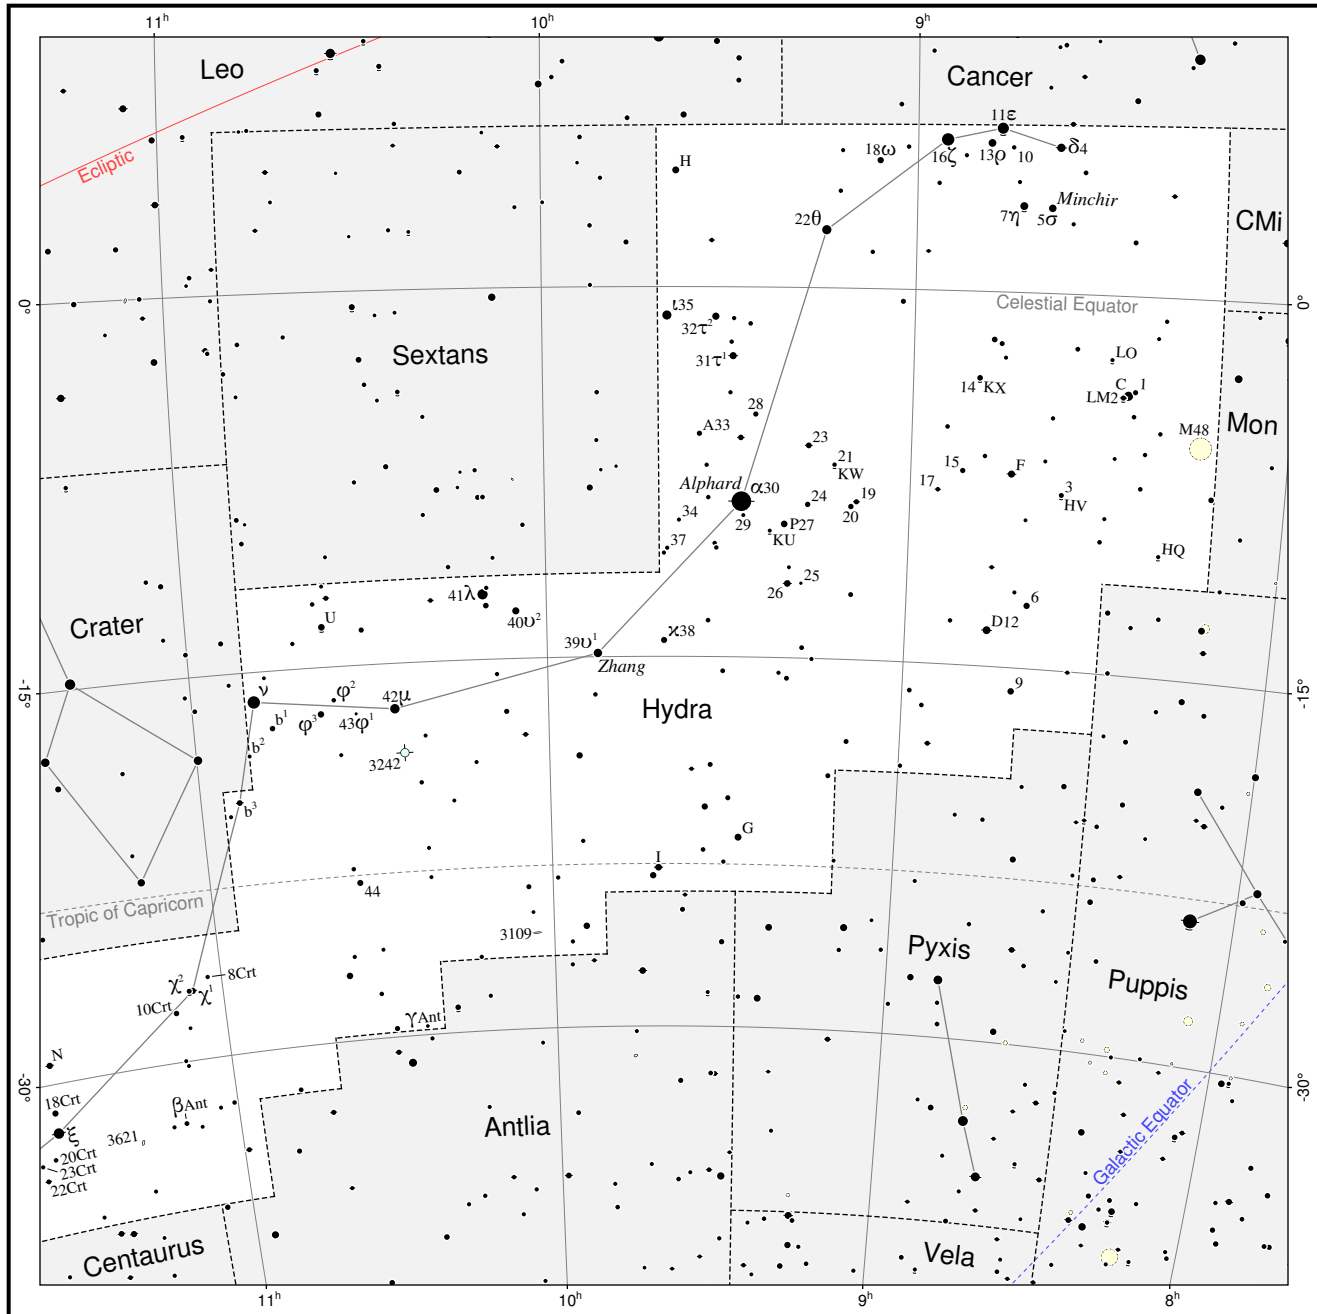 11h
10h
9h
Leo
Cancer
11ε
18ω
16ζ
13ρ
10
δ4
Ecliptic
H
Minchir
7η
5σ
22θ
CMi
0°
0°
ι35
Celestial Equator
32τ²
31τ¹
Sextans
LO
14 KX
C
1
LM2
28
A33
M48
Mon
23
21
KW
15
F
17
Alphard
α30
3
HV
24
19
20
34
29
P27
KU
37
HQ
25
26
6
41λ
40υ²
U
D12
Crater
ϰ38
39υ¹
Zhang
ν
φ²
42μ
9
-15°
-15°
b¹
φ³
43φ¹
Hydra
b²
3242
b³
G
I
44
Tropic of Capricorn
3109
Pyxis
8Crt
χ²
χ¹
10Crt
Puppis
γAnt
N
-30°
-30°
18Crt
βAnt
ξ
3621
Antlia
20Crt
23Crt
22Crt
Galactic Equator
Centaurus
Vela
11h
10h
9h
8h